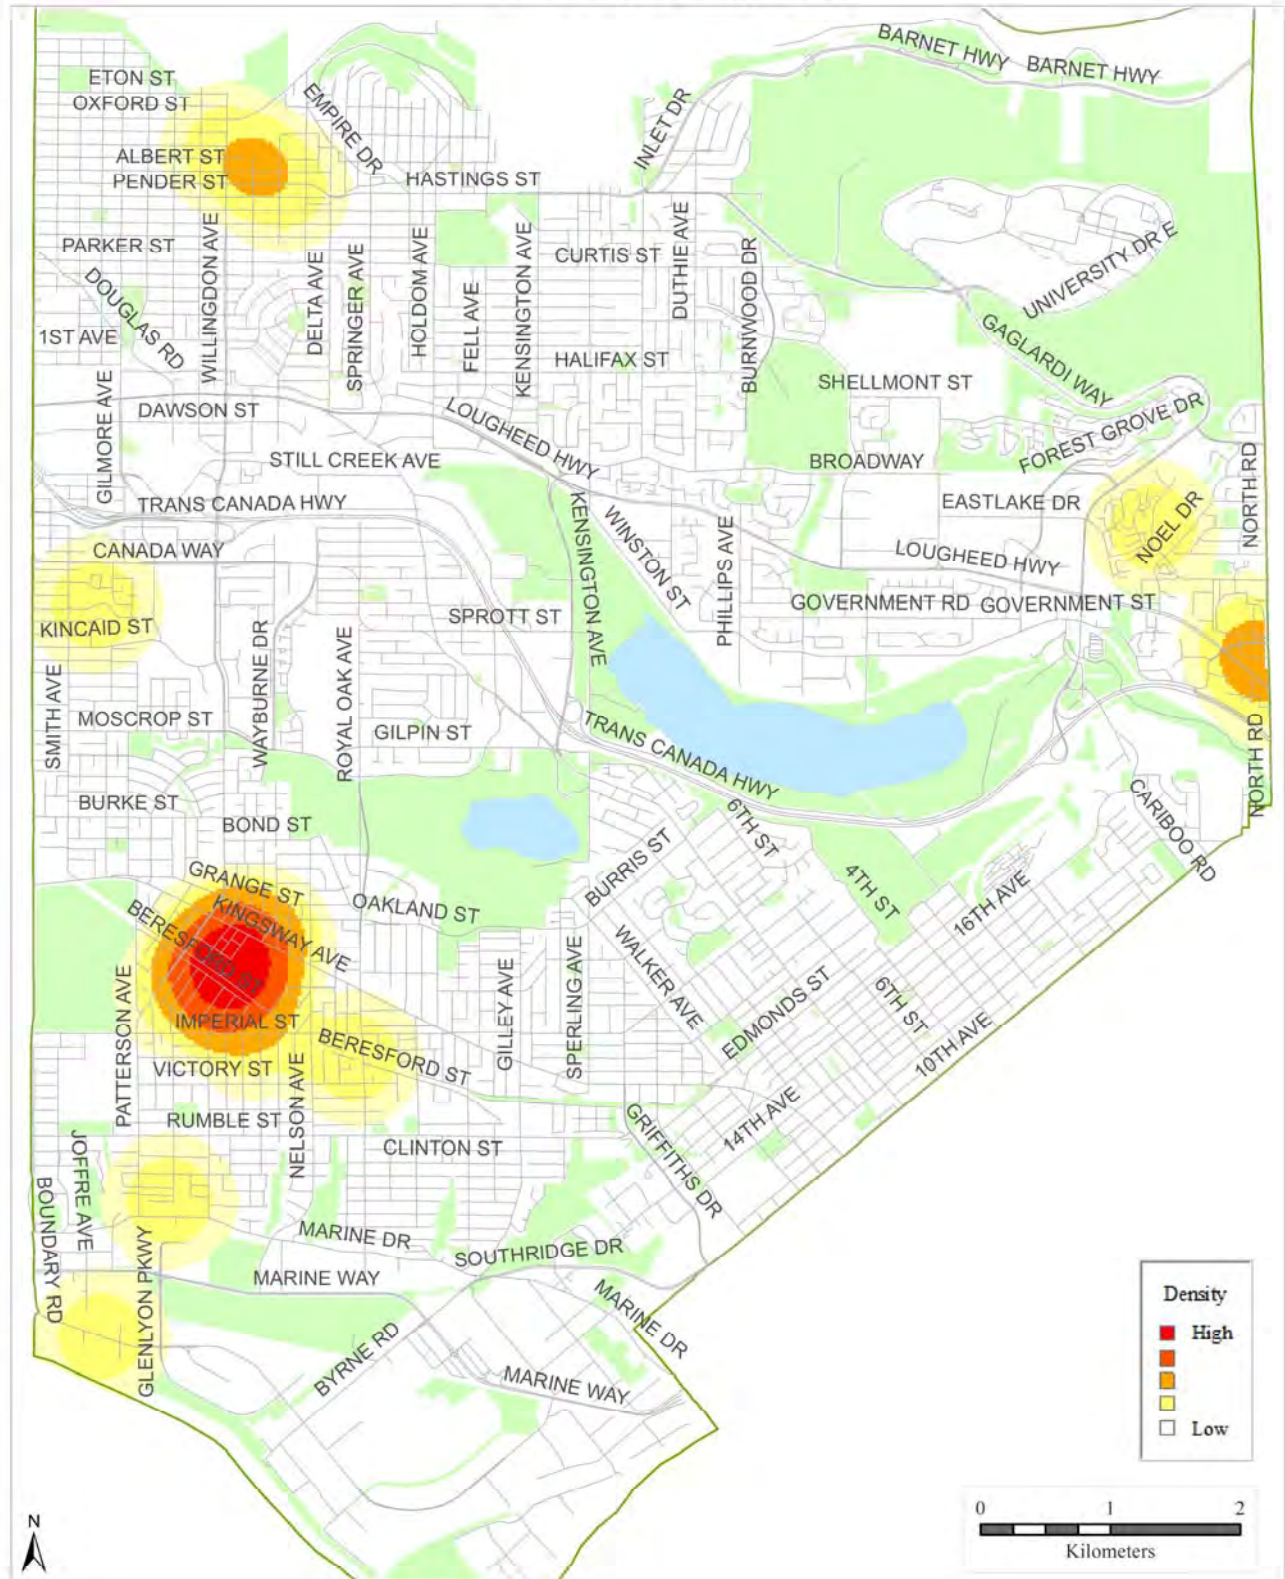 BARNET HWY
BARNET HWY
ETON ST
OXFORD ST
EMPIRE DR
INLET DR
ALBERT ST
PENDER ST
HASTINGS ST
PARKER ST
WILLINGDON AVE
DELTA AVE
SPRINGER AVE
HOLDOM AVE
FELL AVE
KENSINGTON AVE
CURTIS ST
DUTHIE AVE
BURNWOOD DR
UNIVERSITY DR E
DOUGLAS RD
1ST AVE
HALIFAX ST
GAGLARDI WAY
SHELLMONT ST
GILMORE AVE
DAWSON ST
LOUGHEED HWY
FOREST GROVE DR
STILL CREEK AVE
BROADWAY
NORTH RD
TRANS CANADA HWY
KENSINGTON AVE
WINSTON ST
PHILLIPS AVE
EASTLAKE DR
NOEL DR
CANADA WAY
LOUGHEED HWY
KINCAID ST
SPROTT ST
GOVERNMENT RD
GOVERNMENT ST
SMITH AVE
WAYBURNE DR
ROYAL OAK AVE
MOSCROP ST
GILPIN ST
TRANS CANADA HWY
NORTH RD
BURKE ST
BOND ST
6TH ST
CARIBOO RD
GRANGE ST
KINGSWAY AVE
OAKLAND ST
BURRIS ST
4TH ST
16TH AVE
BERESFORD ST
PATTERSON AVE
IMPERIAL ST
GILLEY AVE
SPERLING AVE
WALKER AVE
EDMONDS ST
6TH ST
10TH AVE
VICTORY ST
BERESFORD ST
NELSON AVE
RUMBLE ST
CLINTON ST
GRIFFITHS DR
14TH AVE
JOFFRE AVE
BOUNDARY RD
GLENLYON PKWY
MARINE DR
SOUTHRIDGE DR
MARINE WAY
MARINE DR
BYRNE RD
MARINE WAY
Density
High
Low
N
0 1 2
Kilometers